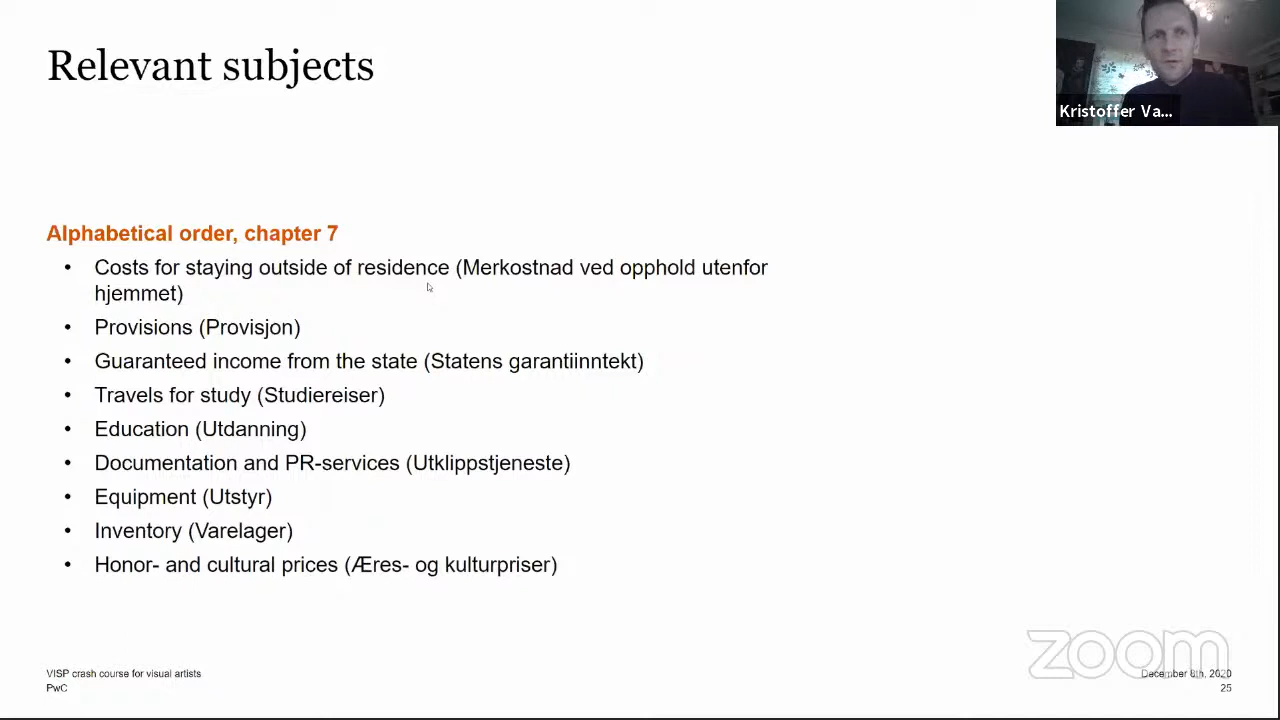 Relevant subjects
Kristoffer Va...
Alphabetical order, chapter 7
• Costs for staying outside of residence (Merkostnad ved opphold utenfor
hjemmet)
• Provisions (Provisjon)
• Guaranteed income from the state (Statens garantiinntekt)
• Travels for study (Studiereiser)
• Education (Utdanning)
• Documentation and PR-services (Utklippstjeneste)
• Equipment (Utstyr)
• Inventory (Varelager)
• Honor- and cultural prices (Æres- og kulturpriser)
zoom
VISP crash course for visual artists
PwC
December 8th, 2020
25